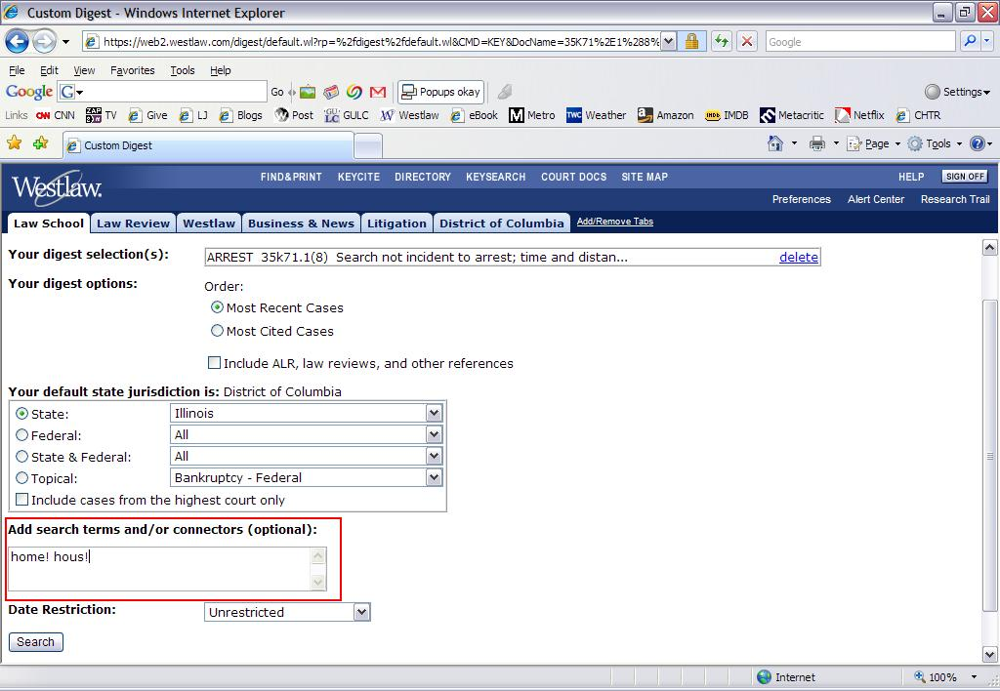 Custom Digest - Windows Internet Explorer
https://web2.westlaw.com/digest/default.wl?rp=%2fdigest%2fdefault.wl&CMD=KEY&DocName=35K71%2E1%288%
Google
File Edit View Favorites Tools Help
Google G Go Popups okay Settings
Links CNN TV Give LJ Blogs Post GULC Westlaw eBook Metro Weather Amazon IMDB Metacritic Netflix CHTR
Custom Digest Page Tools
Westlaw. FIND&PRINT KEYCITE DIRECTORY KEYSEARCH COURT DOCS SITE MAP HELP SIGN OFF
Preferences Alert Center Research Trail
Law School Law Review Westlaw Business & News Litigation District of Columbia Add/Remove Tabs
Your digest selection(s): ARREST 35k71.1(8) Search not incident to arrest; time and distan... delete
Your digest options: Order:
Most Recent Cases
Most Cited Cases
Include ALR, law reviews, and other references
Your default state jurisdiction is: District of Columbia
State: Illinois
Federal: All
State & Federal: All
Topical: Bankruptcy - Federal
Include cases from the highest court only
Add search terms and/or connectors (optional):
home! hous!
Date Restriction: Unrestricted
Search
Internet 100%